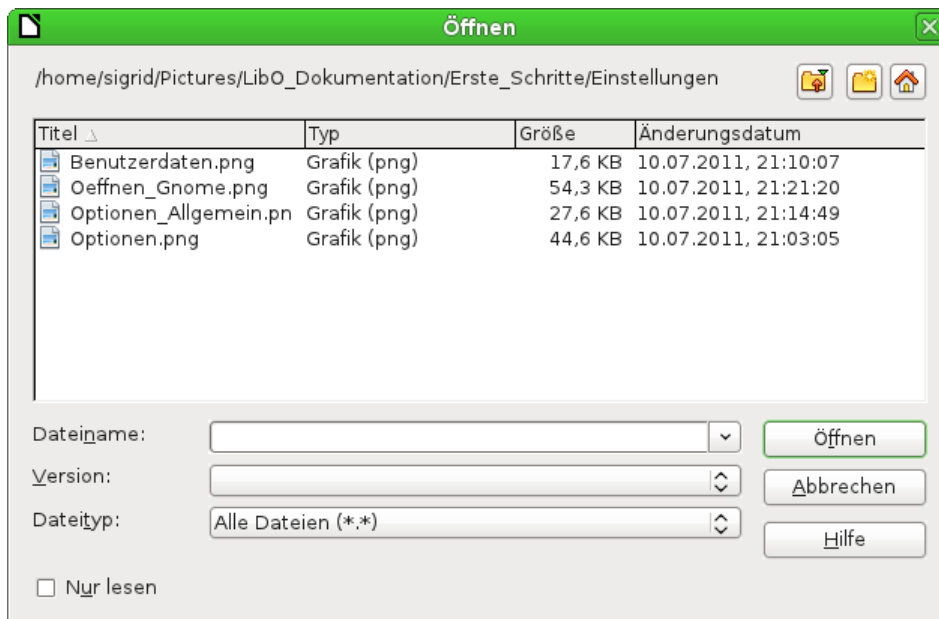 Öffnen
/home/sigrid/Pictures/LibO_Dokumentation/Erste_Schritte/Einstellungen
Titel Typ Größe Änderungsdatum
Benutzerdaten.png Grafik (png) 17,6 KB 10.07.2011, 21:10:07
Oeffnen_Gnome.png Grafik (png) 54,3 KB 10.07.2011, 21:21:20
Optionen_Allgemein.pn Grafik (png) 27,6 KB 10.07.2011, 21:14:49
Optionen.png Grafik (png) 44,6 KB 10.07.2011, 21:03:05
Dateiname: Öffnen
Version: Abbrechen
Dateityp: Alle Dateien (*.*)
Hilfe
Nur lesen